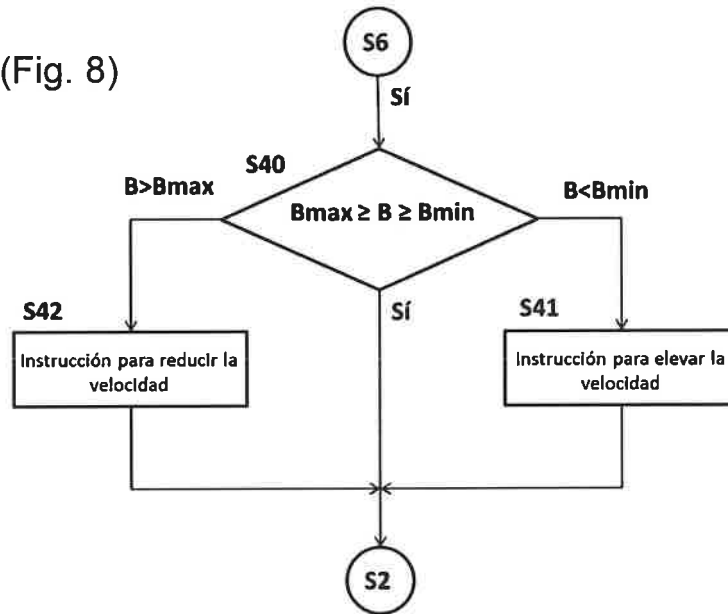 S6
(Fig. 8)
Sí
S40
B>Bmax
B<Bmin
Bmax ≥ B ≥ Bmin
S42
Sí
S41
Instrucción para reducir la
velocidad
Instrucción para elevar la
velocidad
S2